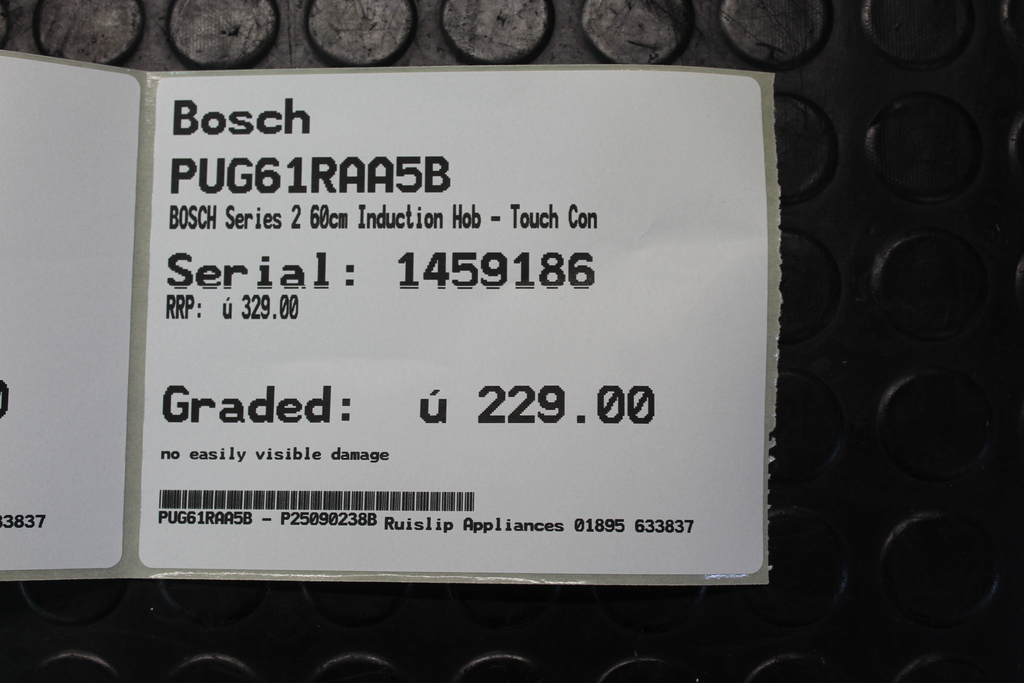 Bosch
PUG61RAA5B
BOSCH Series 2 60cm Induction Hob - Touch Con
Serial: 1459186
RRP: ú 329.00
Graded: ú 229.00
no easily visible damage
PUG61RAA5B - P25090238B Ruislip Appliances 01895 633837
33837